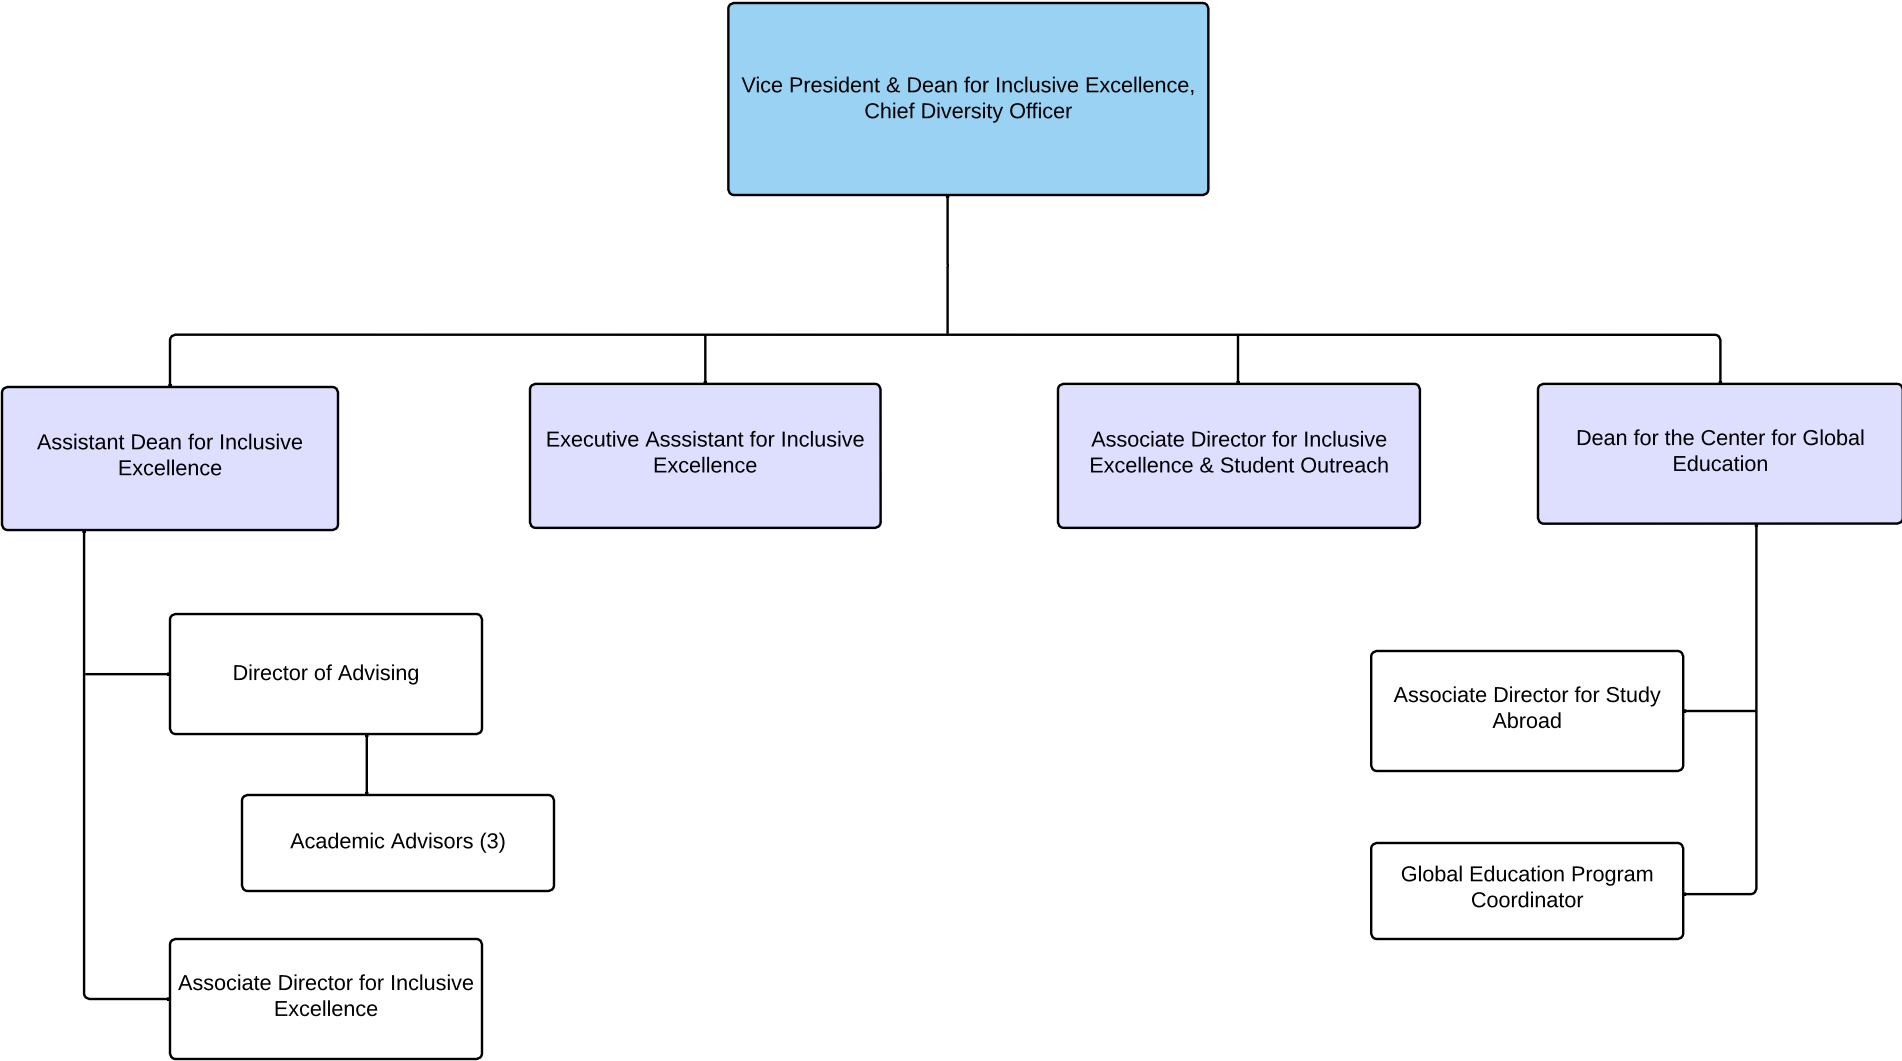 Vice President & Dean for Inclusive Excellence,
Chief Diversity Officer
Assistant Dean for Inclusive
Excellence
Executive Asssistant for Inclusive
Excellence
Associate Director for Inclusive
Excellence & Student Outreach
Dean for the Center for Global
Education
Director of Advising
Academic Advisors (3)
Associate Director for Inclusive
Excellence
Associate Director for Study
Abroad
Global Education Program
Coordinator